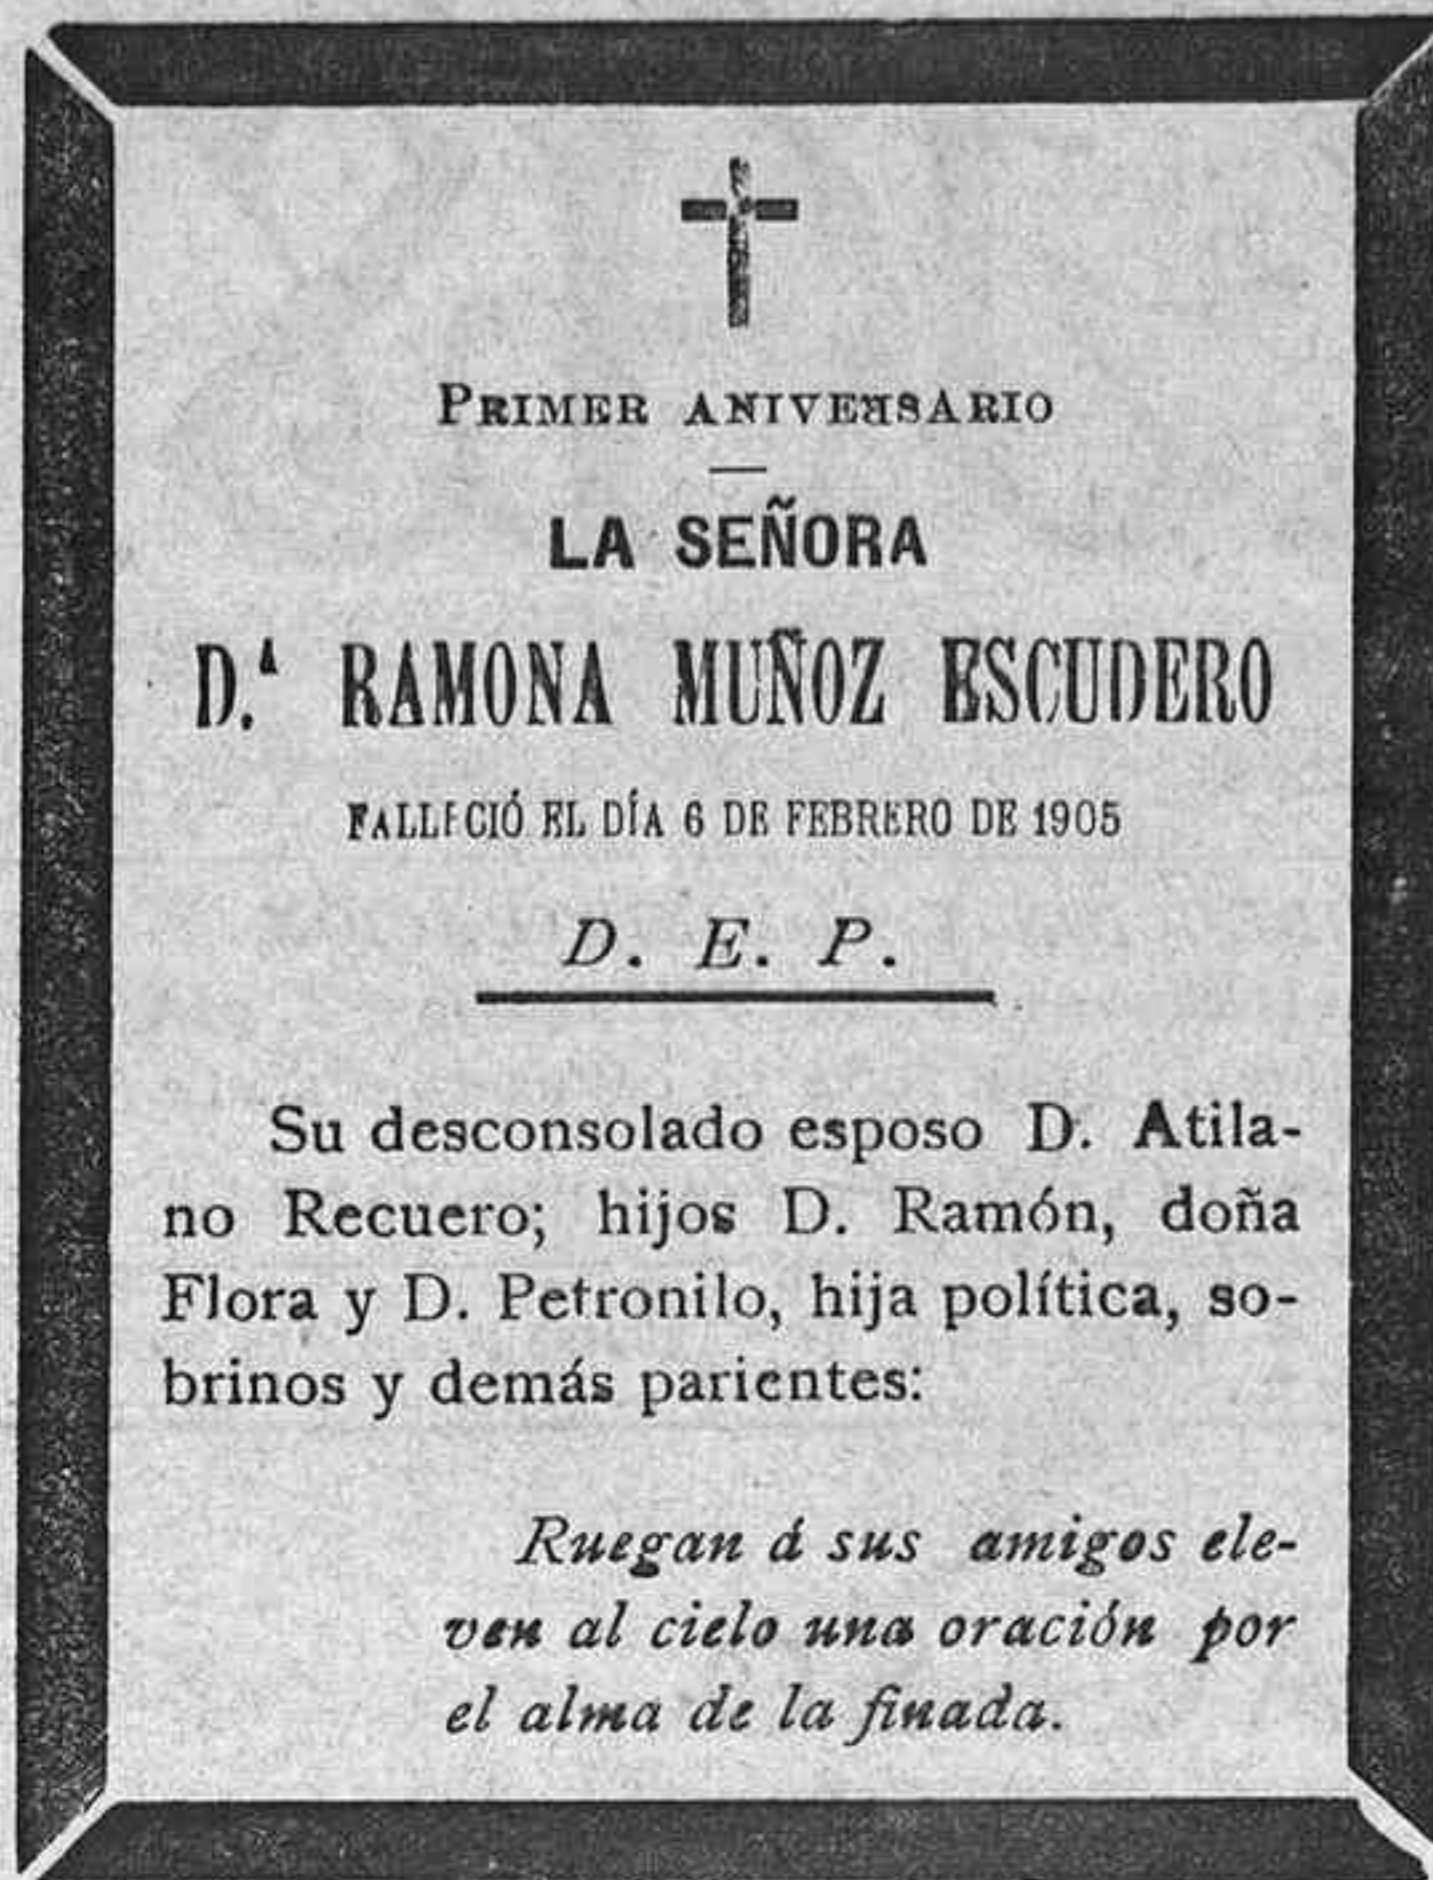 PRIMER ANIVERSARIO
LA SEÑORA
D.ª RAMONA MUÑOZ ESCUDERO
FALLECIÓ EL DÍA 6 DE FEBRERO DE 1905
D. E. P.
Su desconsolado esposo D. Atila-
no Recuero; hijos D. Ramón, doña
Flora y D. Petronilo, hija política, so-
brinos y demás parientes:
Ruegan á sus amigos ele-
ven al cielo una oración por
el alma de la finada.